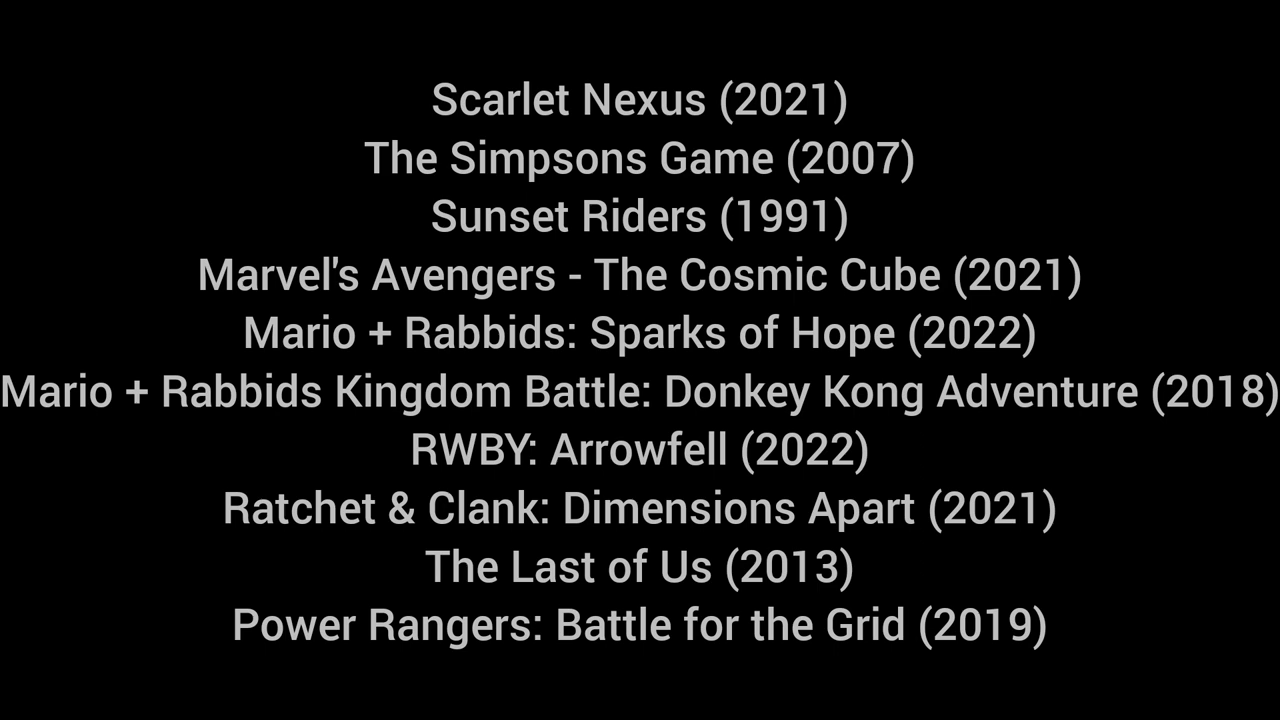 Scarlet Nexus (2021)
The Simpsons Game (2007)
Sunset Riders (1991)
Marvel's Avengers - The Cosmic Cube (2021)
Mario + Rabbids: Sparks of Hope (2022)
Mario + Rabbids Kingdom Battle: Donkey Kong Adventure (2018)
RWBY: Arrowfell (2022)
Ratchet & Clank: Dimensions Apart (2021)
The Last of Us (2013)
Power Rangers: Battle for the Grid (2019)